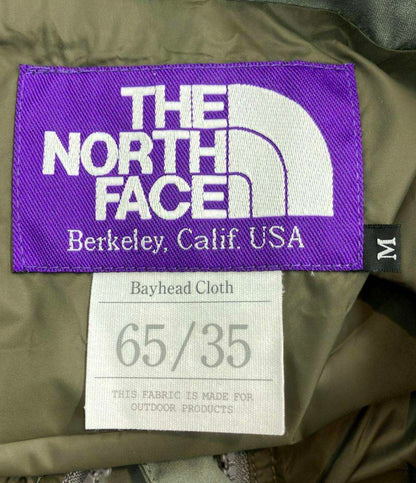 THE
NORTH
FACE
Berkeley, Calif. USA
M
Bayhead Cloth
65/35
THIS FABRIC IS MADE FOR
OUTDOOR PRODUCTS